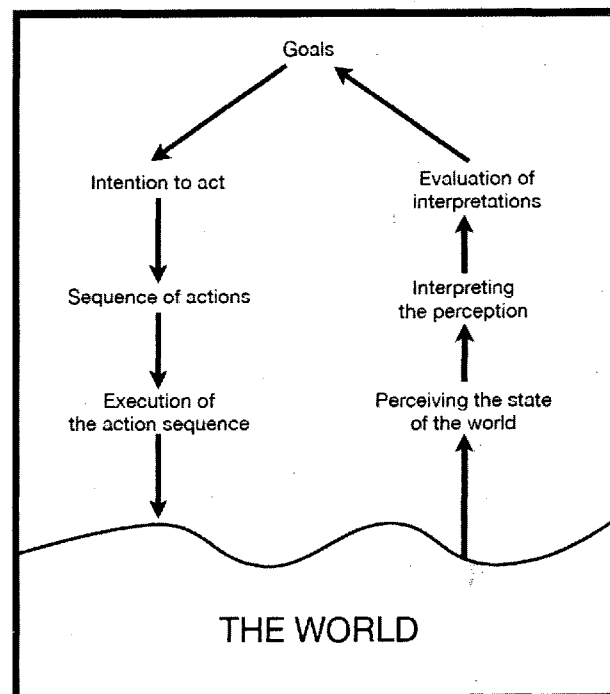 Goals
Intention to act
Sequence of actions
Execution of
the action sequence
Evaluation of
interpretations
Interpreting
the perception
Perceiving the state
of the world
THE WORLD